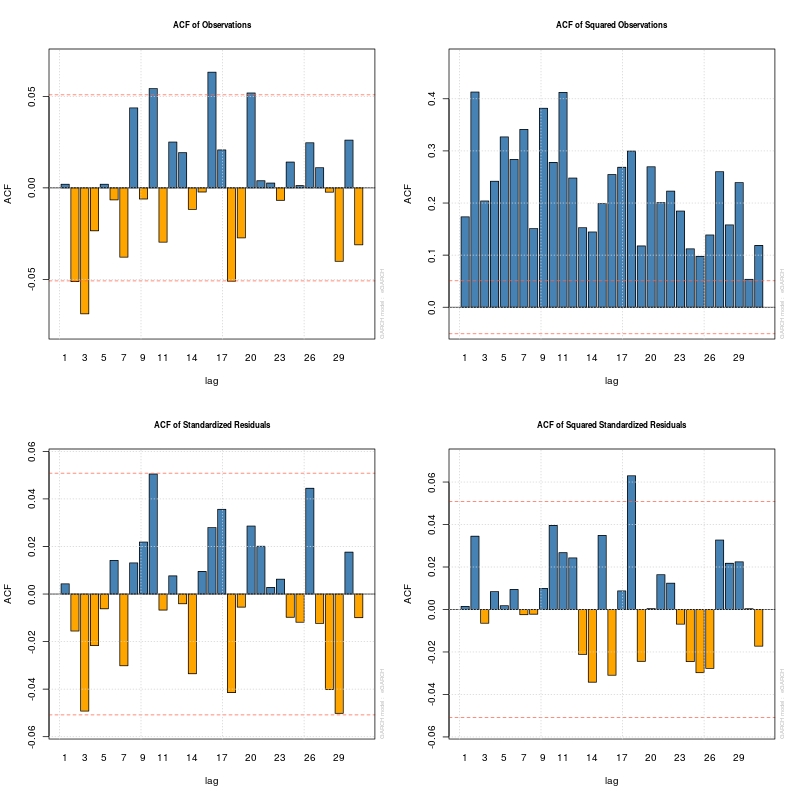 ACF of Observations
ACF
0.05
0.00
-0.05
1 3 5 7 9 11 14 17 20 23 26 29
lag
GARCH model : eGARCH
ACF of Squared Observations
ACF
0.4
0.3
0.2
0.1
0.0
1 3 5 7 9 11 14 17 20 23 26 29
lag
GARCH model : eGARCH
ACF of Standardized Residuals
ACF
0.06
0.04
0.02
0.00
-0.02
-0.04
-0.06
1 3 5 7 9 11 14 17 20 23 26 29
lag
GARCH model : eGARCH
ACF of Squared Standardized Residuals
ACF
0.06
0.04
0.02
0.00
-0.02
-0.04
-0.06
1 3 5 7 9 11 14 17 20 23 26 29
lag
GARCH model : eGARCH